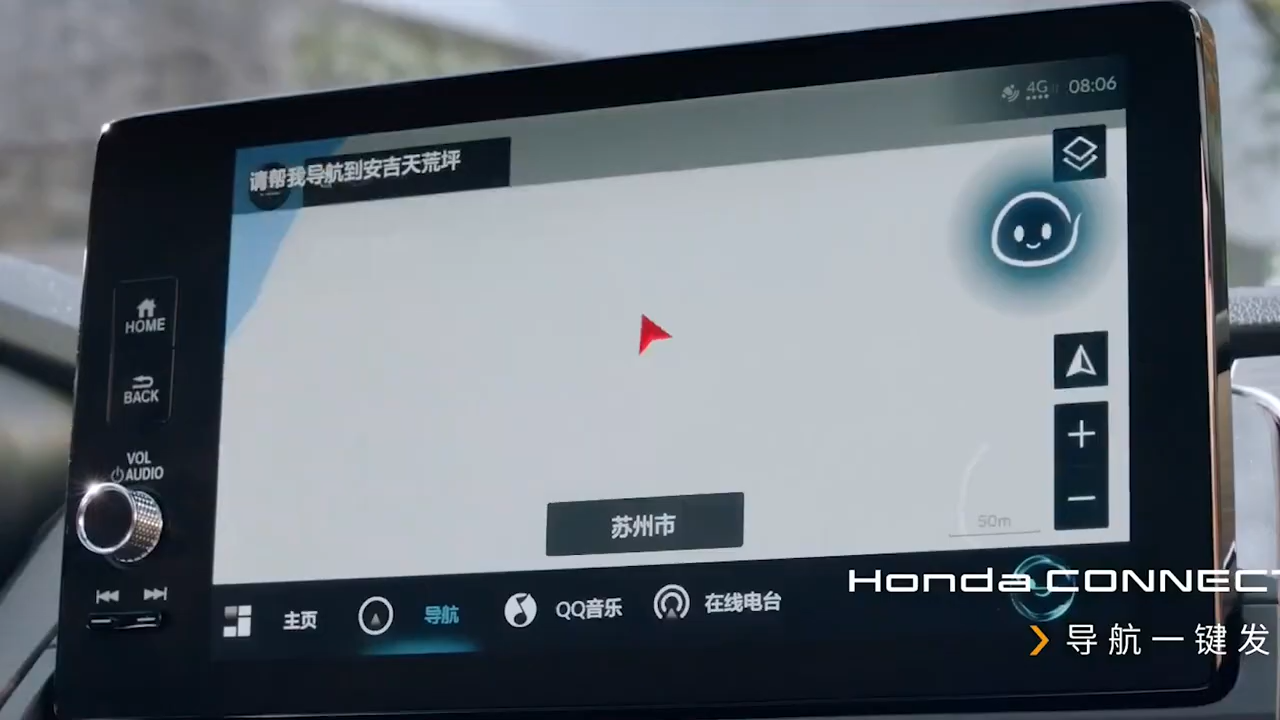 4G 08:06
请帮我导航到安吉天荒坪
HOME
BACK
VOL
AUDIO
苏州市
50m
主页
导航
QQ音乐
在线电台
Honda CONNECT
导航一键发